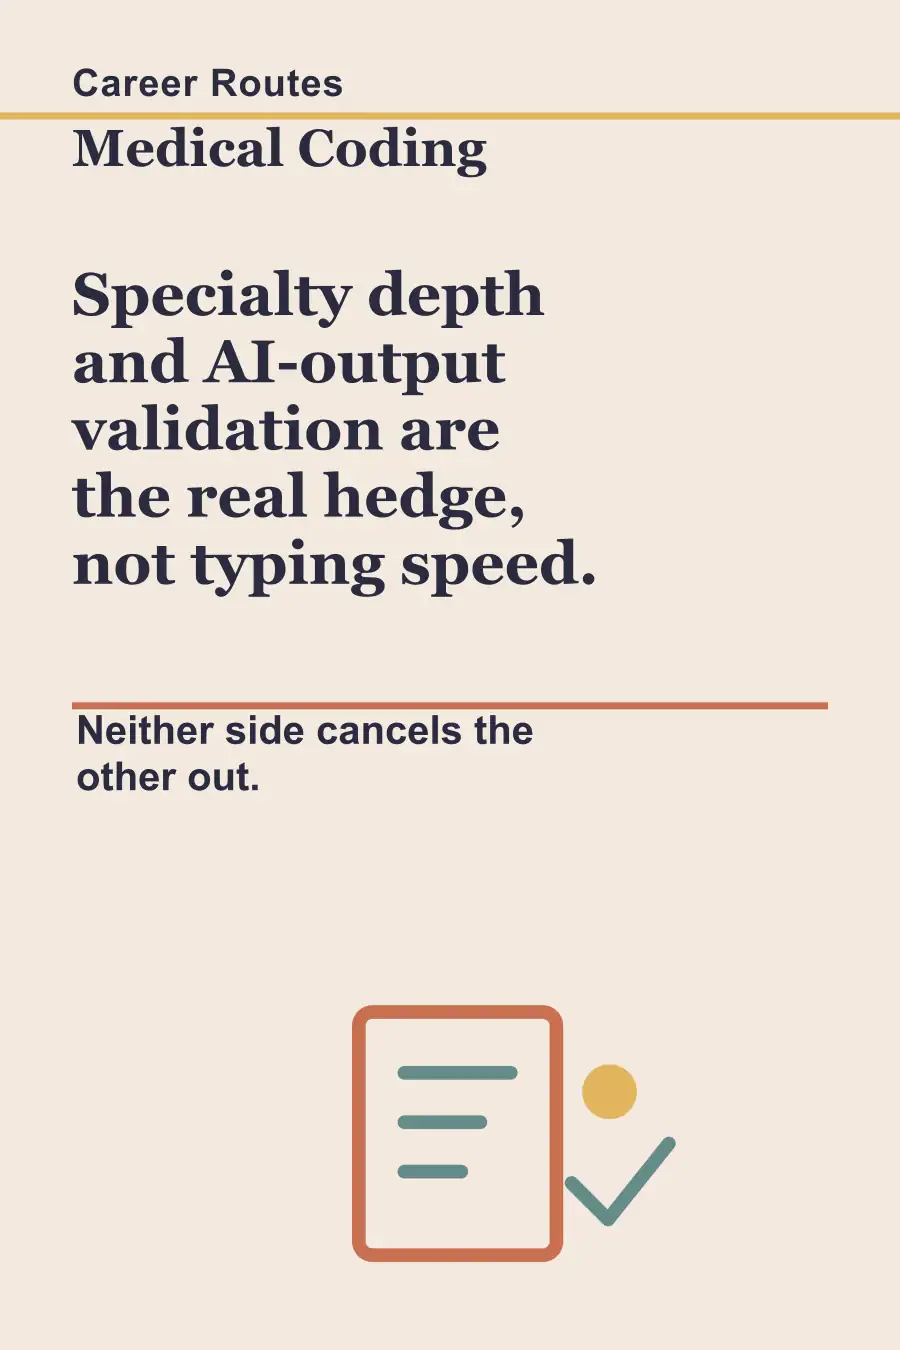 Career Routes
Medical Coding
Specialty depth
and AI-output
validation are
the real hedge,
not typing speed.
Neither side cancels the
other out.